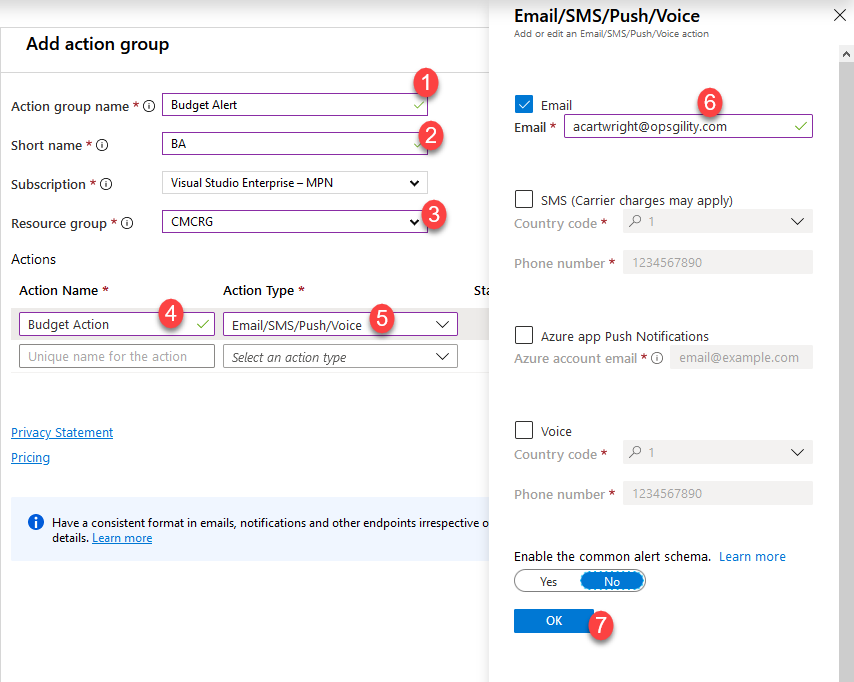 Add action group
Action group name *
Budget Alert
1
Short name *
BA
2
Subscription *
Visual Studio Enterprise – MPN
Resource group *
CMCRG
3
Actions
Action Name *
Action Type *
Sta
Budget Action
4
Email/SMS/Push/Voice
5
Unique name for the action
Select an action type
Privacy Statement
Pricing
Have a consistent format in emails, notifications and other endpoints irrespective o
details. Learn more
Email/SMS/Push/Voice
Add or edit an Email/SMS/Push/Voice action
Email
6
Email *
acartwright@opsgility.com
SMS (Carrier charges may apply)
Country code *
1
Phone number *
1234567890
Azure app Push Notifications
Azure account email *
email@example.com
Voice
Country code *
1
Phone number *
1234567890
Enable the common alert schema. Learn more
Yes
No
OK
7